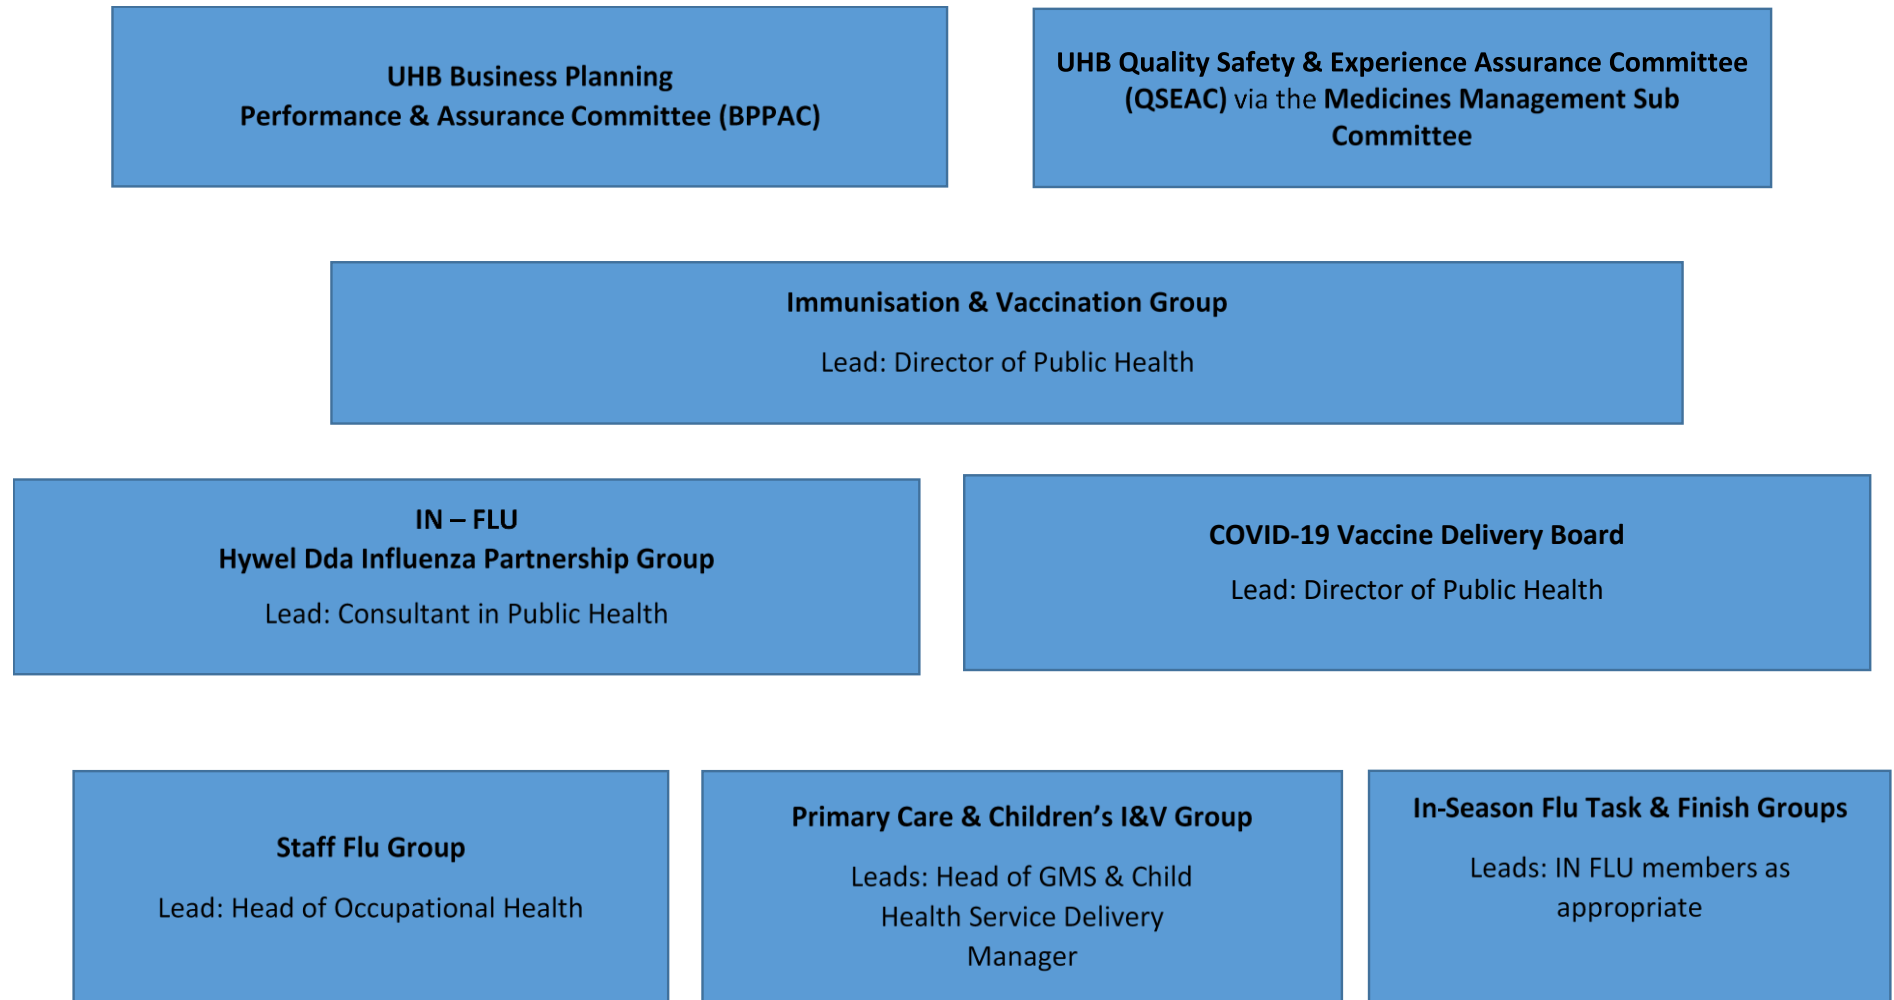 UHB Business Planning
Performance & Assurance Committee (BPPAC)
UHB Quality Safety & Experience Assurance Committee
(QSEAC) via the Medicines Management Sub
Committee
Immunisation & Vaccination Group
Lead: Director of Public Health
IN – FLU
Hywel Dda Influenza Partnership Group
Lead: Consultant in Public Health
COVID-19 Vaccine Delivery Board
Lead: Director of Public Health
Staff Flu Group
Lead: Head of Occupational Health
Primary Care & Children’s I&V Group
Leads: Head of GMS & Child
Health Service Delivery
Manager
In-Season Flu Task & Finish Groups
Leads: IN FLU members as
appropriate